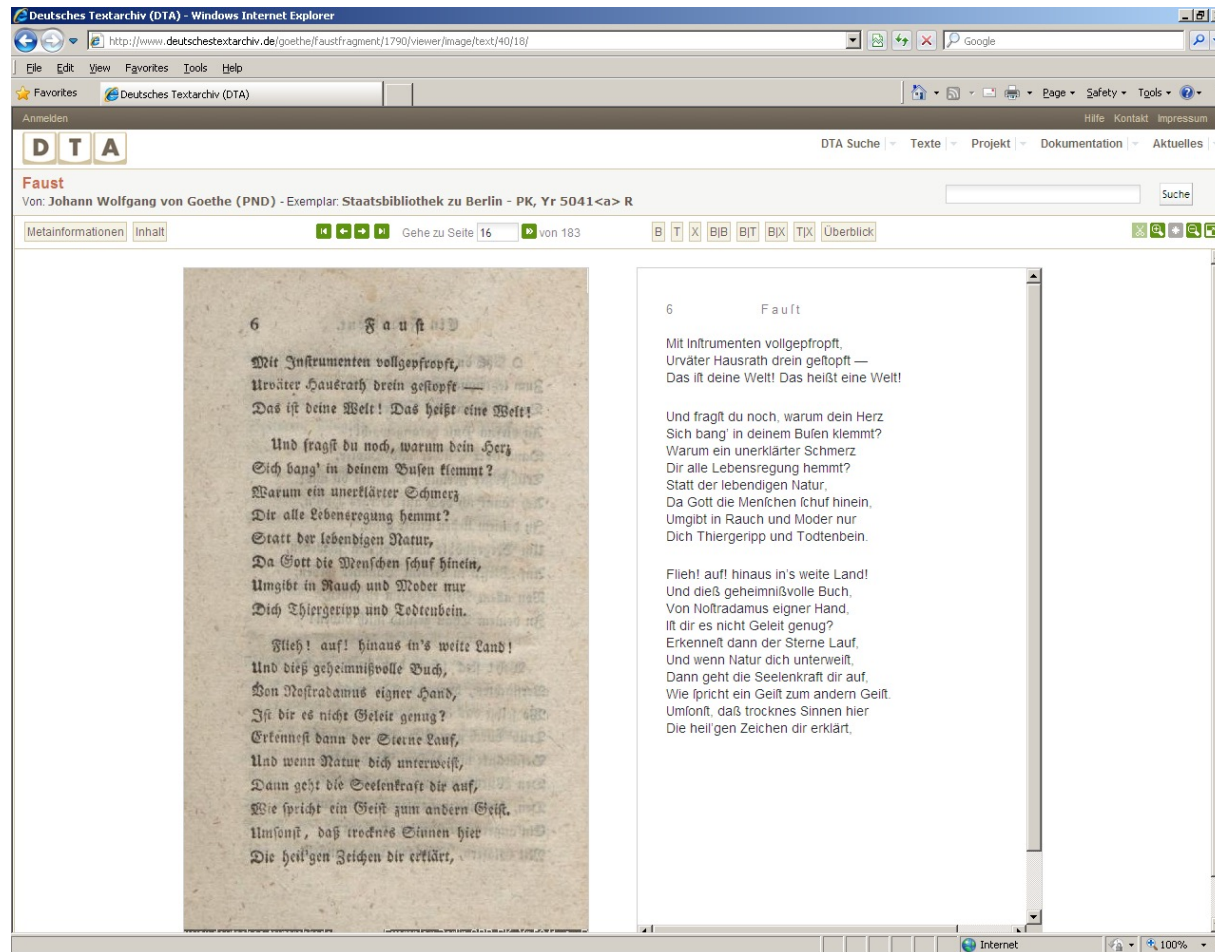 Deutsches Textarchiv (DTA) - Windows Internet Explorer
http://www.deutschestextarchiv.de/goethe/faustfragment/1790/viewer/image/text/40/18/
Google
File Edit View Favorites Tools Help
Favorites Deutsches Textarchiv (DTA) Page Safety Tools
Anmelden Hilfe Kontakt Impressum
D T A DTA Suche Texte Projekt Dokumentation Aktuelles
Faust
Von: Johann Wolfgang von Goethe (PND) - Exemplar: Staatsbibliothek zu Berlin - PK, Yr 5041<a> R Suche
Metainformationen Inhalt Gehe zu Seite 16 von 183 B T X B|B B|T B|X T|X Überblick
6 Fauſt
Mit Inſtrumenten vollgepfropft,
Urväter Hausrath drein geſtopft —
Das iſt deine Welt! Das heißt eine Welt!
Und fragſt du noch, warum dein Herz
Sich bang' in deinem Buſen klemmt?
Warum ein unerklärter Schmerz
Dir alle Lebensregung hemmt?
Statt der lebendigen Natur,
Da Gott die Menſchen ſchuf hinein,
Umgibt in Rauch und Moder nur
Dich Thiergeripp und Todtenbein.
Flieh! auf! hinaus in's weite Land!
Und dieß geheimnißvolle Buch,
Von Noſtradamus eigner Hand,
Iſt dir es nicht Geleit genug?
Erkenneſt dann der Sterne Lauf,
Und wenn Natur dich unterweiſt,
Dann geht die Seelenkraft dir auf,
Wie ſpricht ein Geiſt zum andern Geiſt.
Umſonſt, daß trocknes Sinnen hier
Die heil'gen Zeichen dir erklärt,
6 Fauſt
Mit Inſtrumenten vollgepfropft,
Urväter Hausrath drein geſtopft —
Das iſt deine Welt! Das heißt eine Welt!
Und fragſt du noch, warum dein Herz
Sich bang' in deinem Buſen klemmt?
Warum ein unerklärter Schmerz
Dir alle Lebensregung hemmt?
Statt der lebendigen Natur,
Da Gott die Menſchen ſchuf hinein,
Umgibt in Rauch und Moder nur
Dich Thiergeripp und Todtenbein.
Flieh! auf! hinaus in's weite Land!
Und dieß geheimnißvolle Buch,
Von Noſtradamus eigner Hand,
Iſt dir es nicht Geleit genug?
Erkenneſt dann der Sterne Lauf,
Und wenn Natur dich unterweiſt,
Dann geht die Seelenkraft dir auf,
Wie ſpricht ein Geiſt zum andern Geiſt.
Umſonſt, daß trocknes Sinnen hier
Die heil'gen Zeichen dir erklärt,
Internet 100%